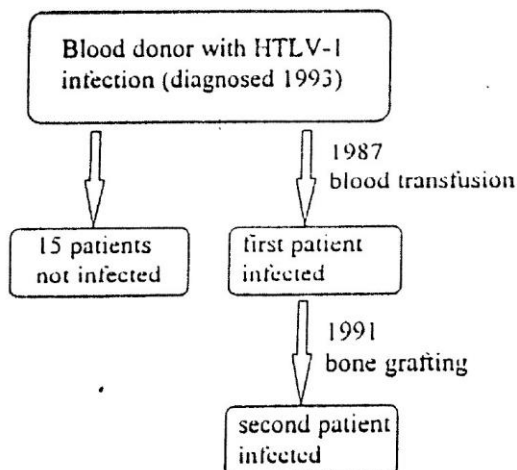 Blood donor with HTLV-1
infection (diagnosed 1993)
1987
blood transfusion
15 patients
not infected
first patient
infected
1991
bone grafting
second patient
infected